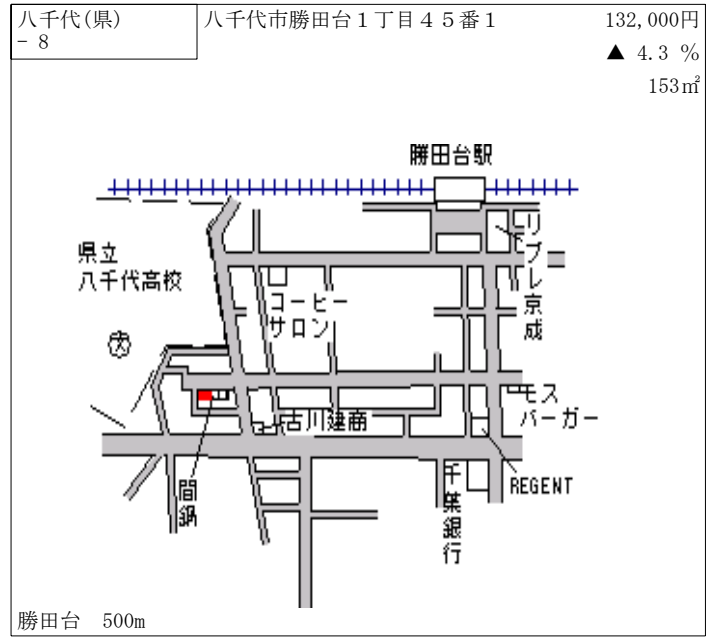 八千代(県)
- 8
八千代市勝田台１丁目４５番１
132,000円
▲ 4.3 %
153㎡
勝田台駅
リブレ京成
県立
八千代高校
コーヒー
サロン
文
モス
バーガー
古川建商
間鍋
REGENT
千葉銀行
勝田台 500m